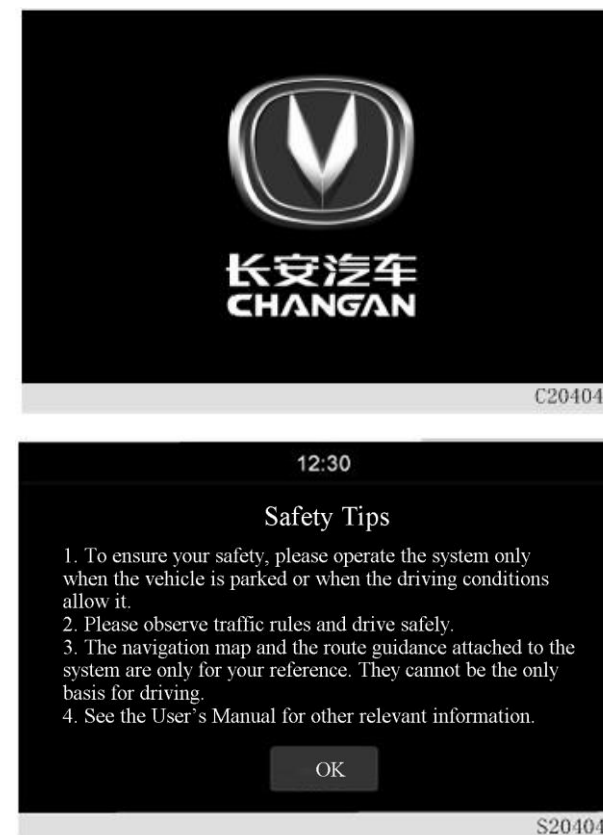 长安汽车
CHANGAN
C20404
12:30
Safety Tips
1. To ensure your safety, please operate the system only
when the vehicle is parked or when the driving conditions
allow it.
2. Please observe traffic rules and drive safely.
3. The navigation map and the route guidance attached to the
system are only for your reference. They cannot be the only
basis for driving.
4. See the User’s Manual for other relevant information.
OK
S20404